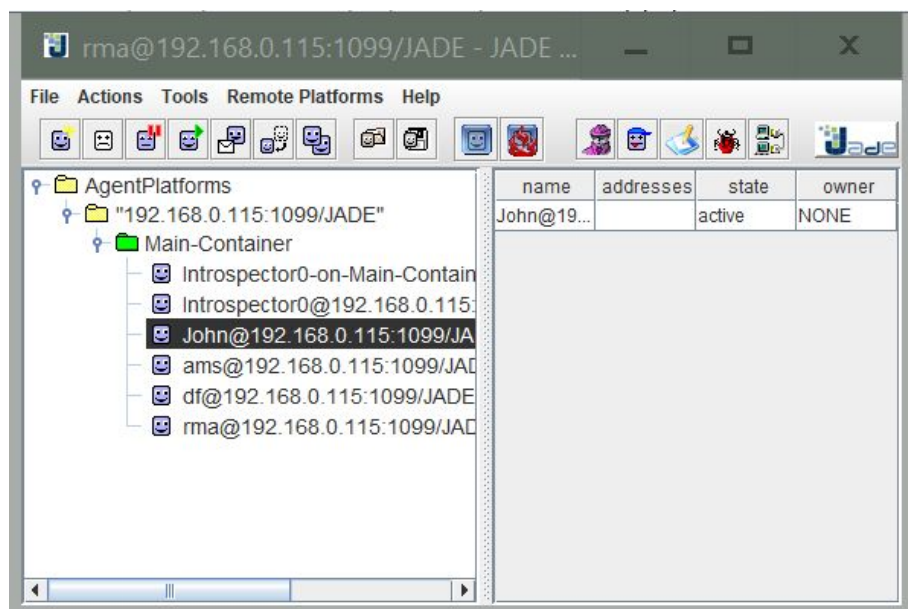 rma@192.168.0.115:1099/JADE - JADE ...
File Actions Tools Remote Platforms Help
Jade
AgentPlatforms
"192.168.0.115:1099/JADE"
Main-Container
Introspector0-on-Main-Contain
Introspector0@192.168.0.115:
John@192.168.0.115:1099/JA
ams@192.168.0.115:1099/JAD
df@192.168.0.115:1099/JADE
rma@192.168.0.115:1099/JAD
name addresses state owner
John@19... active NONE